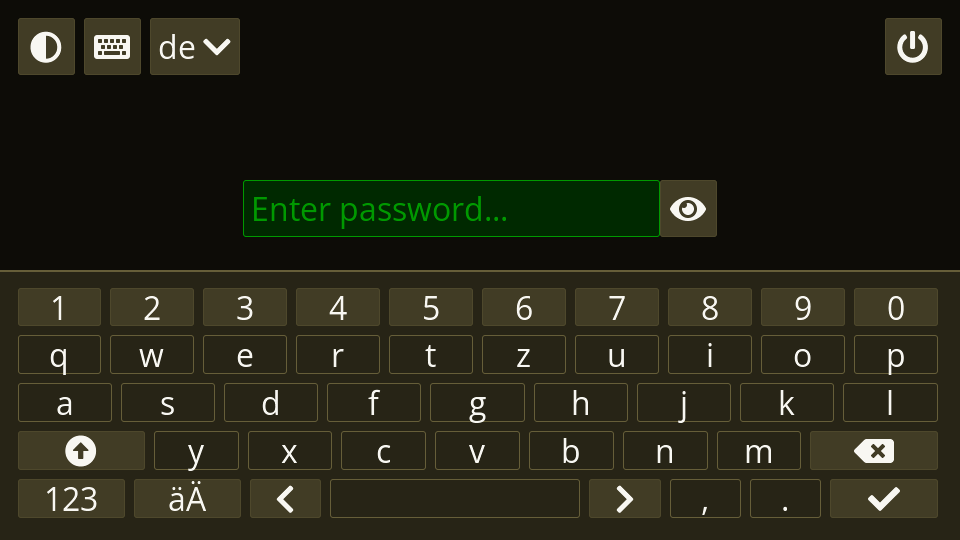 de
Enter password...
1 2 3 4 5 6 7 8 9 0
q w e r t z u i o p
a s d f g h j k l
y x c v b n m
123 äÄ , .